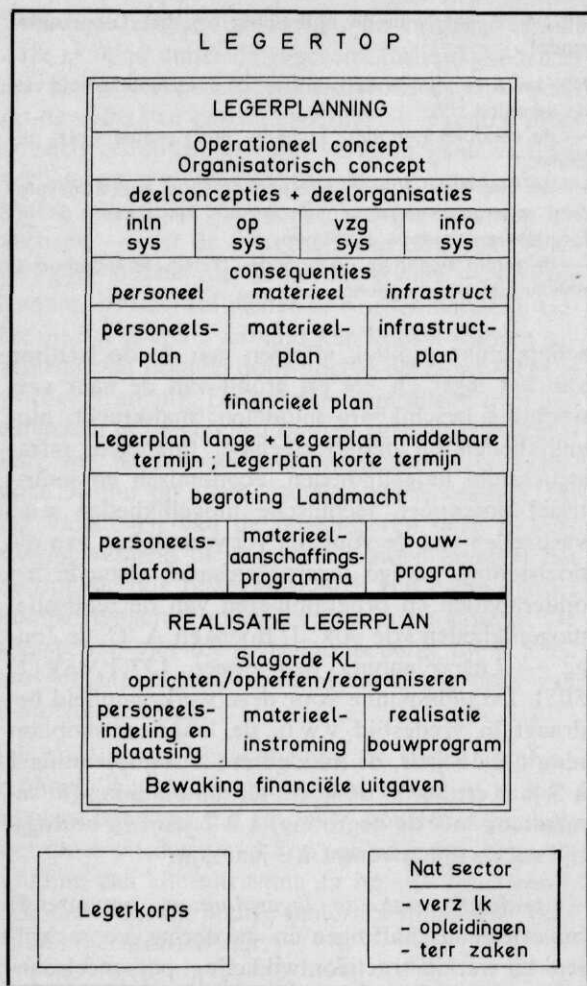 LEGERTOP
LEGERPLANNING
Operationeel concept
Organisatorisch concept
deelconcepties - deelorganisaties
inln op vzg info
sys sys sys sys
consequenties
personeel materieel infrastruct
personeels- materieel- infrastruct-
plan plan plan
financieel plan
Legerplan lange + Legerplan middelbare
termijn ; Legerplan korte termijn
begroting Landmacht
personeels- materieel- bouw-
plafond aanschaffings- program
programma
REALISATIE LEGERPLAN
Slagorde KL
oprichten/opheffen/reorganiseren
personeels- materieel- realisatie
indeling en instroming bouwprogram
plaatsing
Bewaking financiële uitgaven
Legerkorps
Nat sector
- verz lk
- opleidingen
- terr zaken